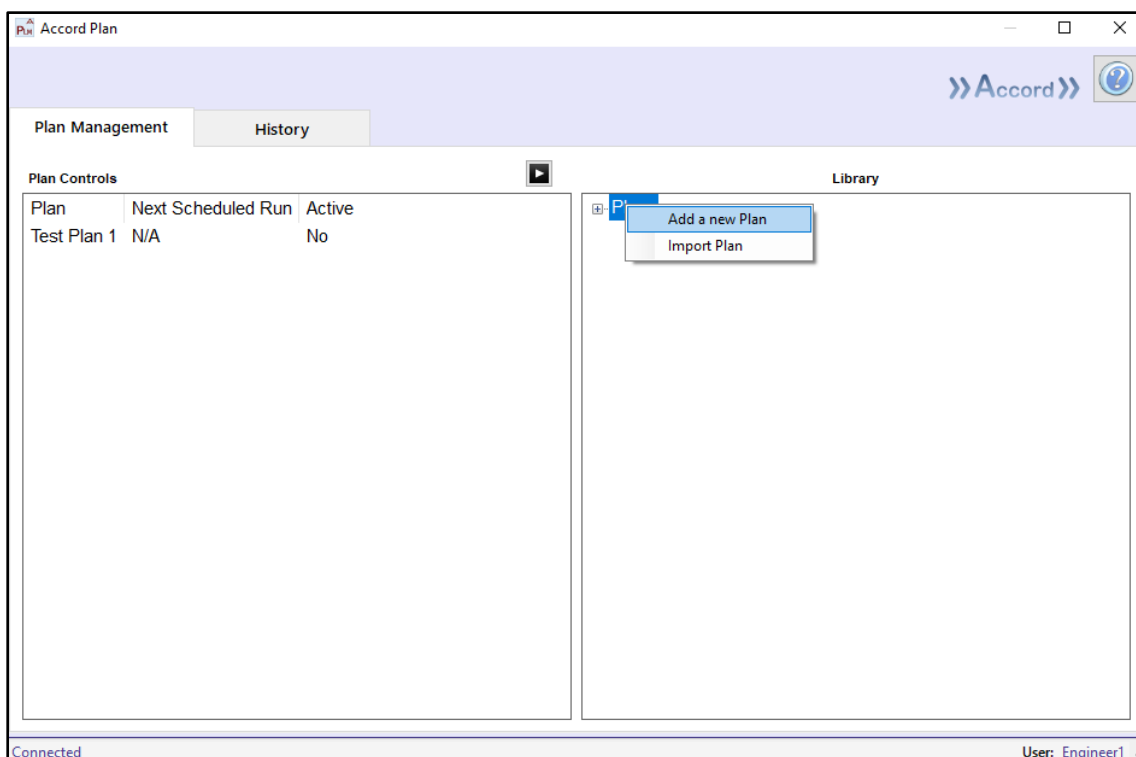 Accord Plan
»Accord»
Plan Management
History
Plan Controls
Library
Plan Next Scheduled Run Active
Test Plan 1 N/A No
Add a new Plan
Import Plan
Connected
User: Engineer1